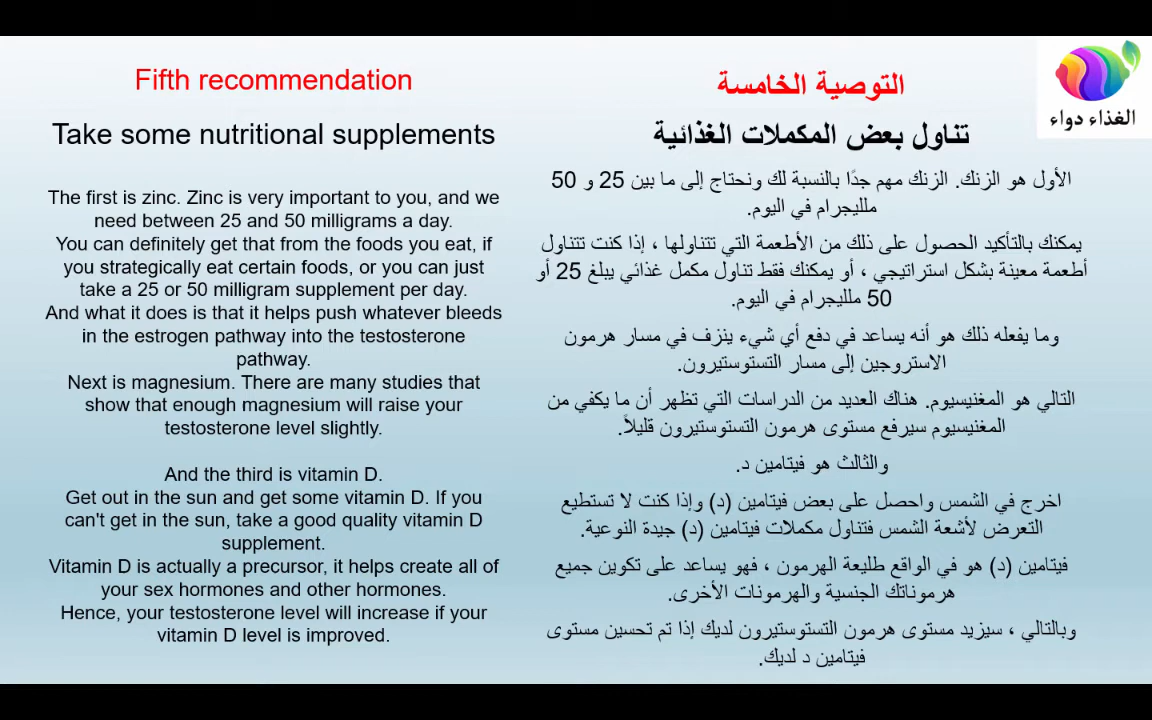 Fifth recommendation
Take some nutritional supplements
The first is zinc. Zinc is very important to you, and we
need between 25 and 50 milligrams a day.
You can definitely get that from the foods you eat, if
you strategically eat certain foods, or you can just
take a 25 or 50 milligram supplement per day.
And what it does is that it helps push whatever bleeds
in the estrogen pathway into the testosterone
pathway.
Next is magnesium. There are many studies that
show that enough magnesium will raise your
testosterone level slightly.
And the third is vitamin D.
Get out in the sun and get some vitamin D. If you
can't get in the sun, take a good quality vitamin D
supplement.
Vitamin D is actually a precursor, it helps create all of
your sex hormones and other hormones.
Hence, your testosterone level will increase if your
vitamin D level is improved.
التوصية الخامسة
تناول بعض المكملات الغذائية
الأول هو الزنك. الزنك مهم جدًا بالنسبة لك ونحتاج إلى ما بين 25 و 50
ملليجرام في اليوم.
يمكنك بالتأكيد الحصول على ذلك من الأطعمة التي تتناولها ، إذا كنت تتناول
أطعمة معينة بشكل استراتيجي ، أو يمكنك فقط تناول مكمل غذائي يبلغ 25 أو
50 ملليجرام في اليوم.
وما يفعله ذلك هو أنه يساعد في دفع أي شيء ينزف في مسار هرمون
الاستروجين إلى مسار التستوستيرون.
التالي هو المغنيسيوم. هناك العديد من الدراسات التي تظهر أن ما يكفي من
المغنيسيوم سيرفع مستوى هرمون التستوستيرون قليلاً.
والثالث هو فيتامين د.
اخرج في الشمس واحصل على بعض فيتامين (د) وإذا كنت لا تستطيع
التعرض لأشعة الشمس فتناول مكملات فيتامين (د) جيدة النوعية.
فيتامين (د) هو في الواقع طليعة الهرمون ، فهو يساعد على تكوين جميع
هرموناتك الجنسية والهرمونات الأخرى.
وبالتالي ، سيزيد مستوى هرمون التستوستيرون لديك إذا تم تحسين مستوى
فيتامين د لديك.
الغذاء دواء